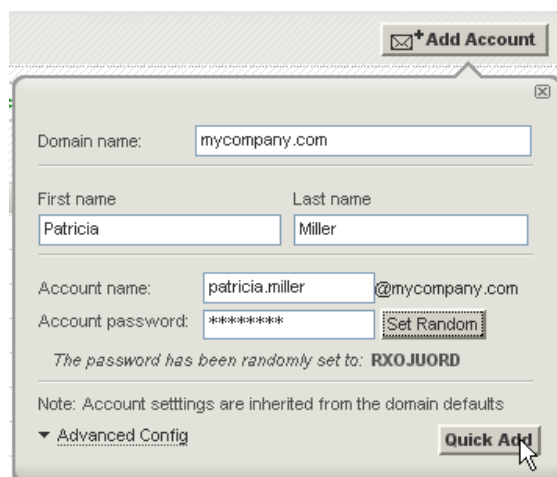 +Add Account
Domain name: mycompany.com
First name Last name
Patricia Miller
Account name: patricia.miller @mycompany.com
Account password: ******** Set Random
The password has been randomly set to: RXOJUORD
Note: Account setttings are inherited from the domain defaults
Advanced Config Quick Add